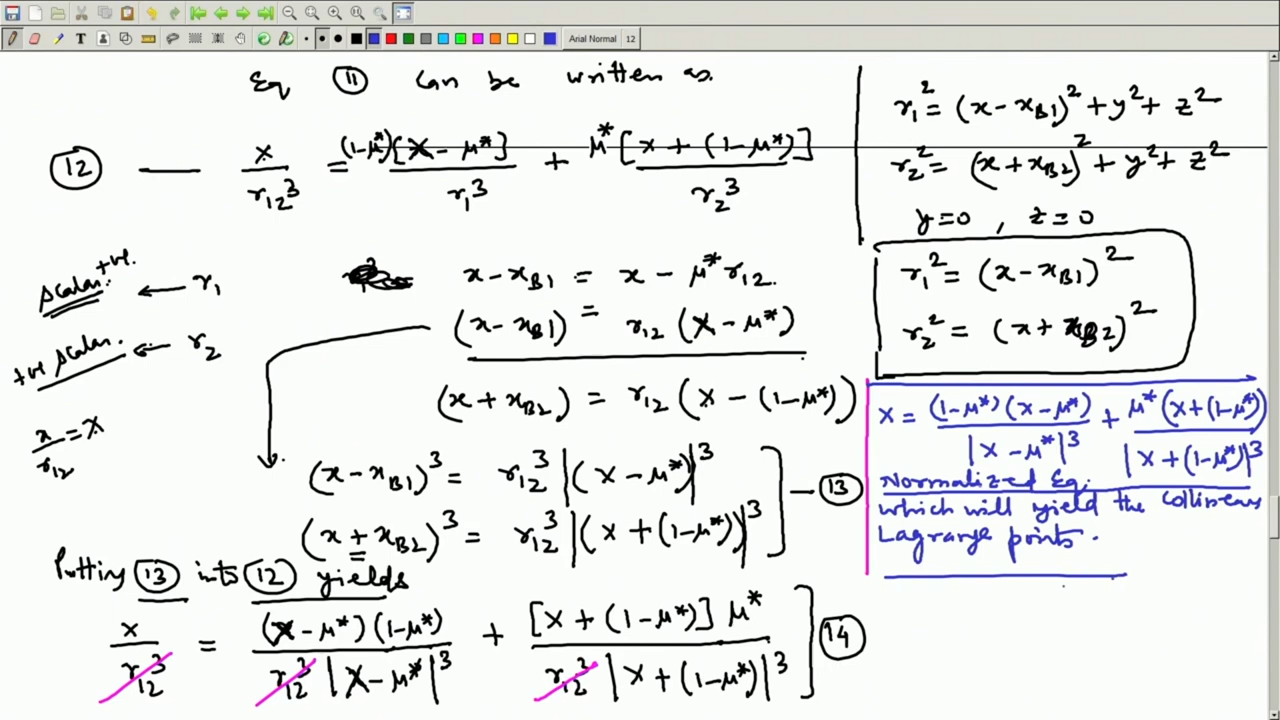 Arial Normal 12
Eq ⑪ can be written as
⑫ — X/r₁₂³ = (1-μ*)[X-μ*]/r₁³ + μ*[X+(1-μ*)]/r₂³
scalar +ve. ← r₁
+ve scalar. ← r₂
x/r₁₂ = X
x-x_B1 = x-μ*r₁₂.
(x-x_B1) = r₁₂(X-μ*)
(x+x_B2) = r₁₂(X-(1-μ*))
(x-x_B1)³ = r₁₂³|(X-μ*)|³
(x+x_B2)³ = r₁₂³|(X+(1-μ*))|³ ] — ⑬
Putting ⑬ into ⑫ yields
X/r₁₂³ = (X-μ*)(1-μ*)/r₁₂³|X-μ*|³ + [X+(1-μ*)]μ*/r₁₂³|X+(1-μ*)|³ ] ⑭
r₁² = (x-x_B1)² + y² + z²
r₂² = (x+x_B2)² + y² + z²
y=0 , z=0
r₁² = (x-x_B1)²
r₂² = (x+x_B2)²
X = (1-μ*)(X-μ*)/|X-μ*|³ + μ*(X+(1-μ*))/|X+(1-μ*)|³
Normalized Eq.
which will yield the collinear
Lagrange points.